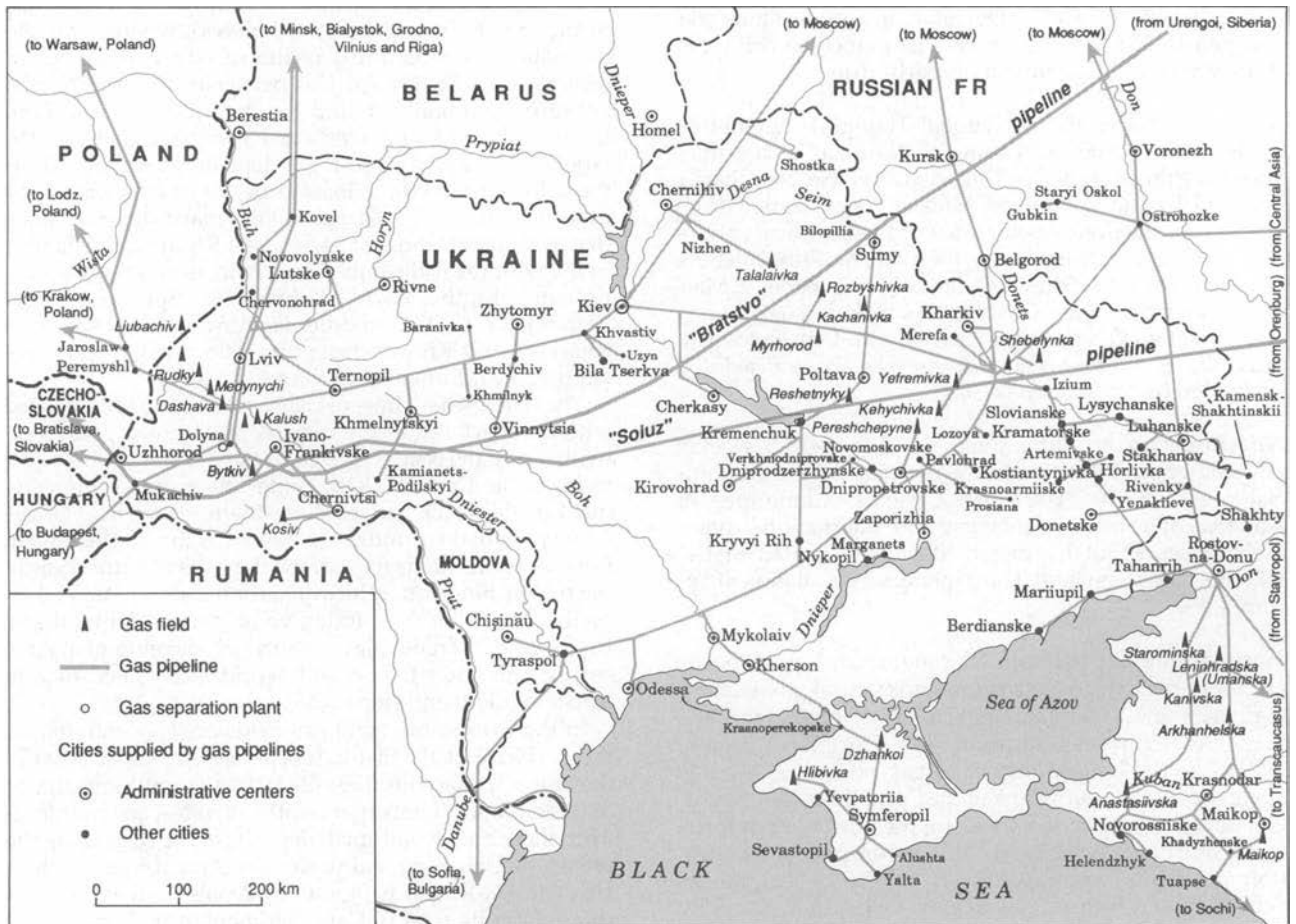 (to Warsaw, Poland)
(to Minsk, Bialystok, Grodno,
Vilnius and Riga)
(to Moscow)
(to Moscow)
(to Moscow)
(from Urengoi, Siberia)
BELARUS
RUSSIAN FR
POLAND
UKRAINE
Dnieper
Homel
Don
pipeline
Berestia
Prypiat
Shostka
Kursk
Voronezh
Chernihiv
Desna
Seim
Staryi Oskol
Gubkin
Ostrohozke
(to Lodz,
Poland)
Buh
Kovel
Horyn
Nizhen
Bilopillia
Sumy
Belgorod
Wisła
Novovolynske
Lutske
Rivne
Talalaivka
Rozbyshivka
Donets
(from Central Asia)
(to Krakow,
Poland)
Chervonohrad
Kiev
"Bratstvo"
Kachanivka
Kharkiv
Liubachiv
Baranivka
Zhytomyr
Khvastiv
Merefa
Shebelynka
Jaroslaw
Peremyshl
Rudky
Lviv
Berdychiv
Uzyn
Bila Tserkva
Myrhorod
pipeline
(from Orenburg)
CZECHO-
SLOVAKIA
Medynychi
Ternopil
Khmilnyk
Poltava
Yefremivka
Izium
Kamensk-
Shakhtinskii
(to Bratislava,
Slovakia)
Dashava
Kalush
Khmelnytskyi
Vinnytsia
Cherkasy
Reshetnyky
Kehychivka
Slovianske
Lysychanske
Uzhhorod
Dolyna
Ivano-
Frankivske
"Soiuz"
Kremenchuk
Pereshchepyne
Lozova
Kramatorske
Luhanske
Bytkiv
Novomoskovske
Artemivske
Stakhanov
Verkhniodniprovske
Pavlohrad
Kostiantynivka
Horlivka
HUNGARY
Mukachiv
Kamianets-
Podilskyi
Kirovohrad
Dniprodzerzhynske
Krasnoarmiiske
Rivenky
Chernivtsi
Boh
Dnipropetrovske
Prosiana
Yenakiieve
Kosiv
Dniester
Donetske
Shakhty
(to Budapest,
Hungary)
Zaporizhia
Kryvyi Rih
Marganets
Rostov-
na-Donu
RUMANIA
MOLDOVA
Nykopil
Tahanrih
Don
Prut
Mariiupil
(from Stavropol)
Dnieper
Berdianske
Gas field
Chişinău
Mykolaiv
Starominska
Gas pipeline
Tyraspol
Kherson
Leninhradska
(Umanska)
Gas separation plant
Odessa
Sea of Azov
Kanivska
Krasnoperekopske
Arkhanhelska
Cities supplied by gas pipelines
Dzhankoi
Hlibivka
Kuban
Krasnodar
(to Transcaucasus)
Administrative centers
Danube
Yevpatoriia
Anastasiivska
Symferopil
Maikop
Other cities
Novorossiiske
Khadyzhenske
Sevastopil
Alushta
Helendzhyk
Maikop
0 100 200 km
(to Sofia,
Bulgaria)
BLACK
Yalta
SEA
Tuapse
(to Sochi)